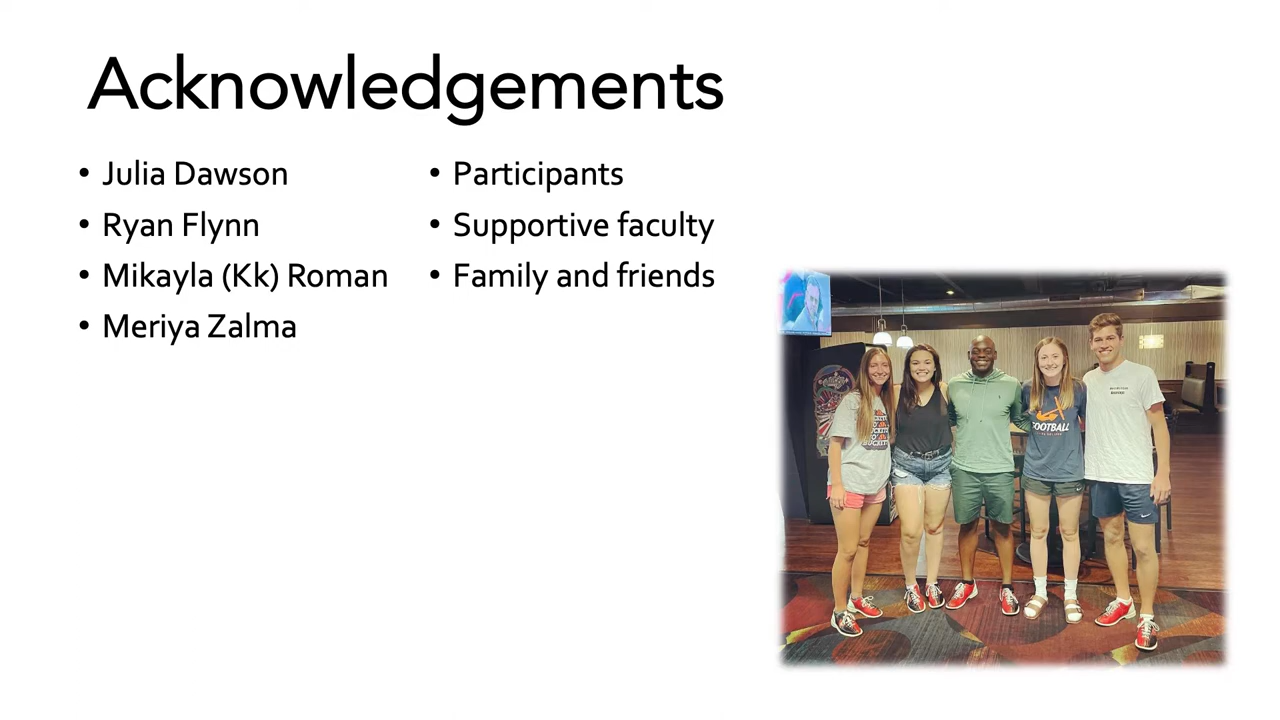 Acknowledgements
• Julia Dawson
• Ryan Flynn
• Mikayla (Kk) Roman
• Meriya Zalma
• Participants
• Supportive faculty
• Family and friends
FOOTBALL